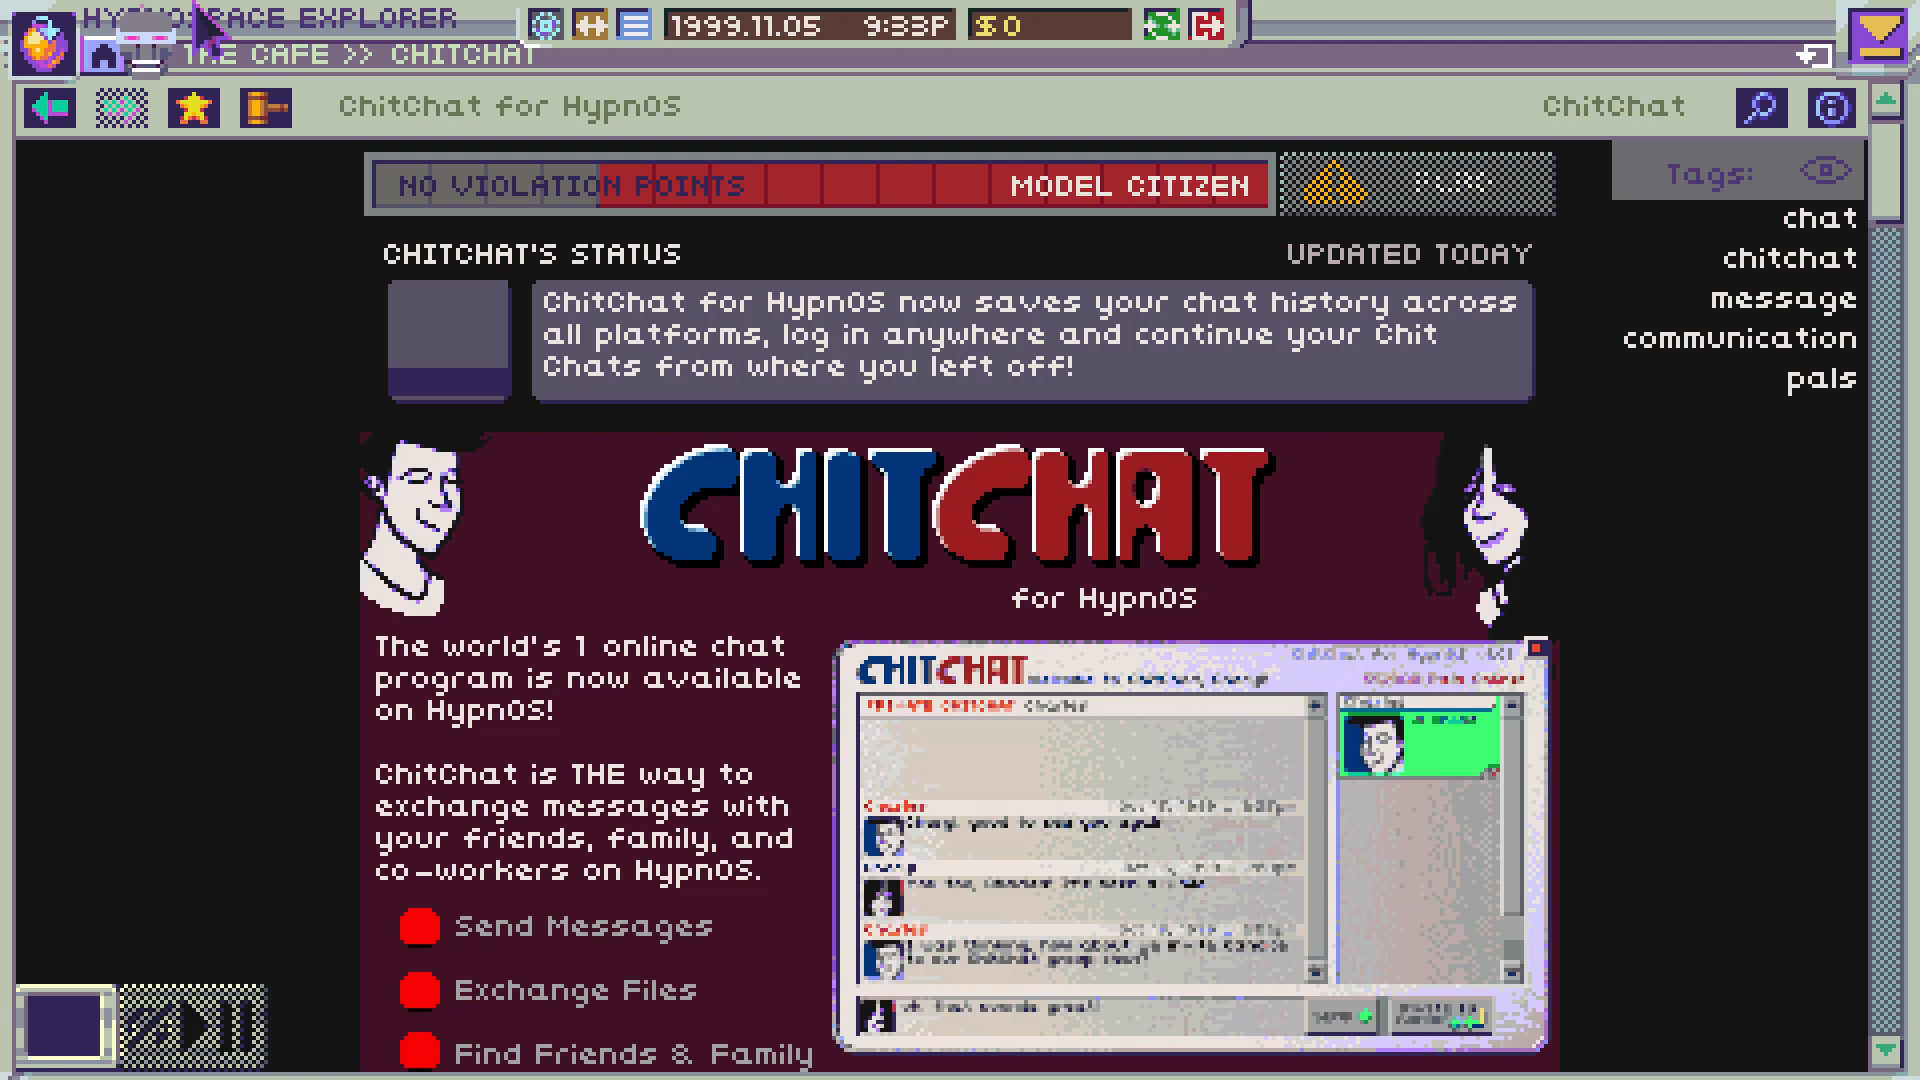 HYPNOSPACE EXPLORER
1999.11.05 9:33P
0
THE CAFE >> CHITCHAT
ChitChat for HypnOS
ChitChat
NO VIOLATION POINTS
MODEL CITIZEN
Tags:
chat
chitchat
message
communication
pals
CHITCHAT'S STATUS
UPDATED TODAY
ChitChat for HypnOS now saves your chat history across
all platforms, log in anywhere and continue your Chit
Chats from where you left off!
CHITCHAT
for HypnOS
The world's 1 online chat
program is now available
on HypnOS!
ChitChat is THE way to
exchange messages with
your friends, family, and
co-workers on HypnOS.
Send Messages
Exchange Files
Find Friends & Family
CHITCHAT